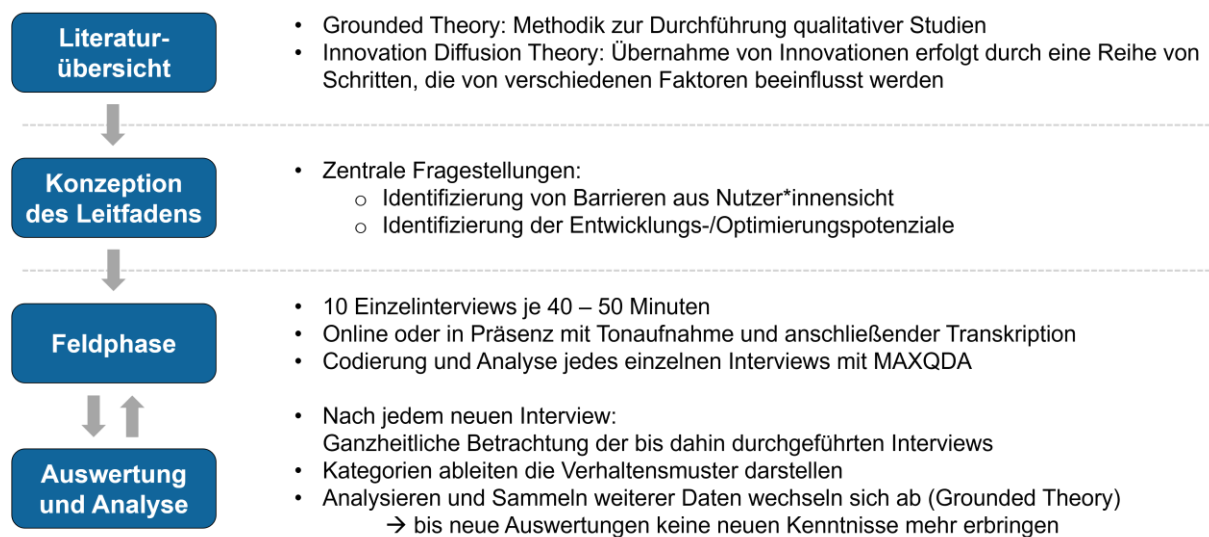 Literatur-
übersicht
• Grounded Theory: Methodik zur Durchführung qualitativer Studien
• Innovation Diffusion Theory: Übernahme von Innovationen erfolgt durch eine Reihe von
Schritten, die von verschiedenen Faktoren beeinflusst werden
Konzeption
des Leitfadens
• Zentrale Fragestellungen:
o Identifizierung von Barrieren aus Nutzer*innensicht
o Identifizierung der Entwicklungs-/Optimierungspotenziale
Feldphase
• 10 Einzelinterviews je 40 – 50 Minuten
• Online oder in Präsenz mit Tonaufnahme und anschließender Transkription
• Codierung und Analyse jedes einzelnen Interviews mit MAXQDA
Auswertung
und Analyse
• Nach jedem neuen Interview:
Ganzheitliche Betrachtung der bis dahin durchgeführten Interviews
• Kategorien ableiten die Verhaltensmuster darstellen
• Analysieren und Sammeln weiterer Daten wechseln sich ab (Grounded Theory)
→ bis neue Auswertungen keine neuen Kenntnisse mehr erbringen